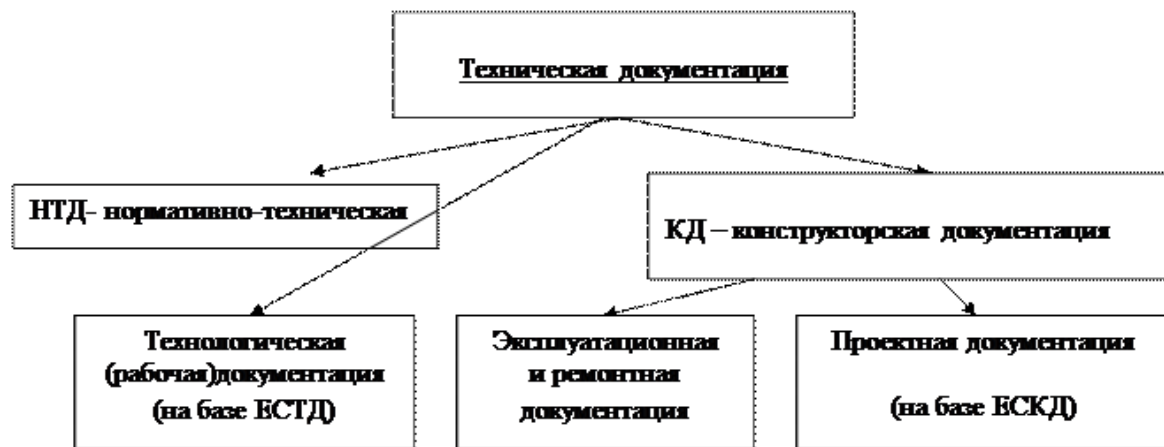 Техническая документация
НТД- нормативно-техническая
КД – конструкторская документация
Технологическая
(рабочая)документация
(на базе ЕСТД)
Эксплуатационная
и ремонтная
документация
Проектная документация
(на базе ЕСКД)